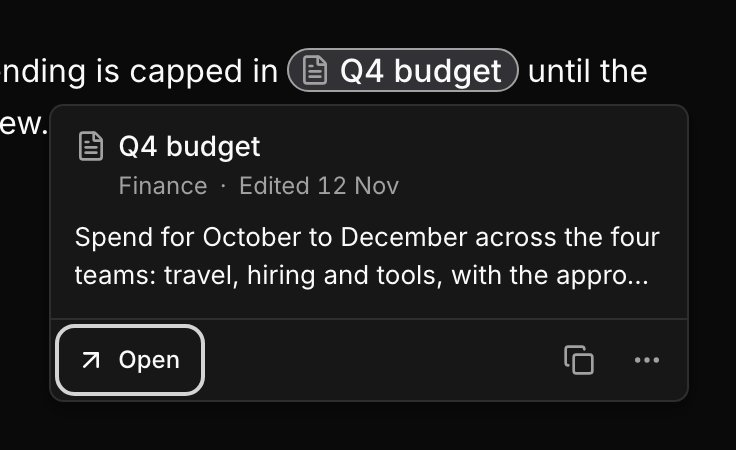 nding is capped in Q4 budget until the
ew.
Q4 budget
Finance · Edited 12 Nov
Spend for October to December across the four
teams: travel, hiring and tools, with the appro...
Open